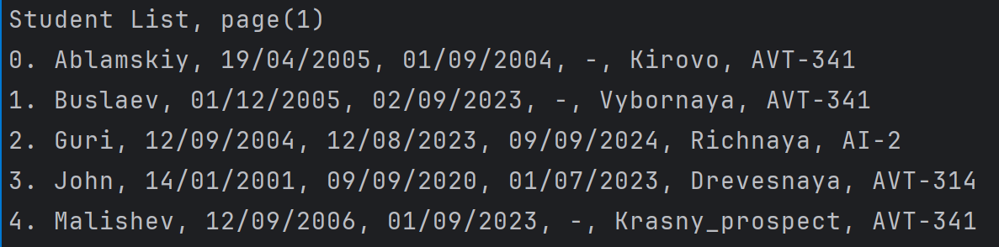 Student List, page(1)
0. Ablamskiy, 19/04/2005, 01/09/2004, -, Kirovo, AVT-341
1. Buslaev, 01/12/2005, 02/09/2023, -, Vybornaya, AVT-341
2. Guri, 12/09/2004, 12/08/2023, 09/09/2024, Richnaya, AI-2
3. John, 14/01/2001, 09/09/2020, 01/07/2023, Drevesnaya, AVT-314
4. Malishev, 12/09/2006, 01/09/2023, -, Krasny_prospect, AVT-341